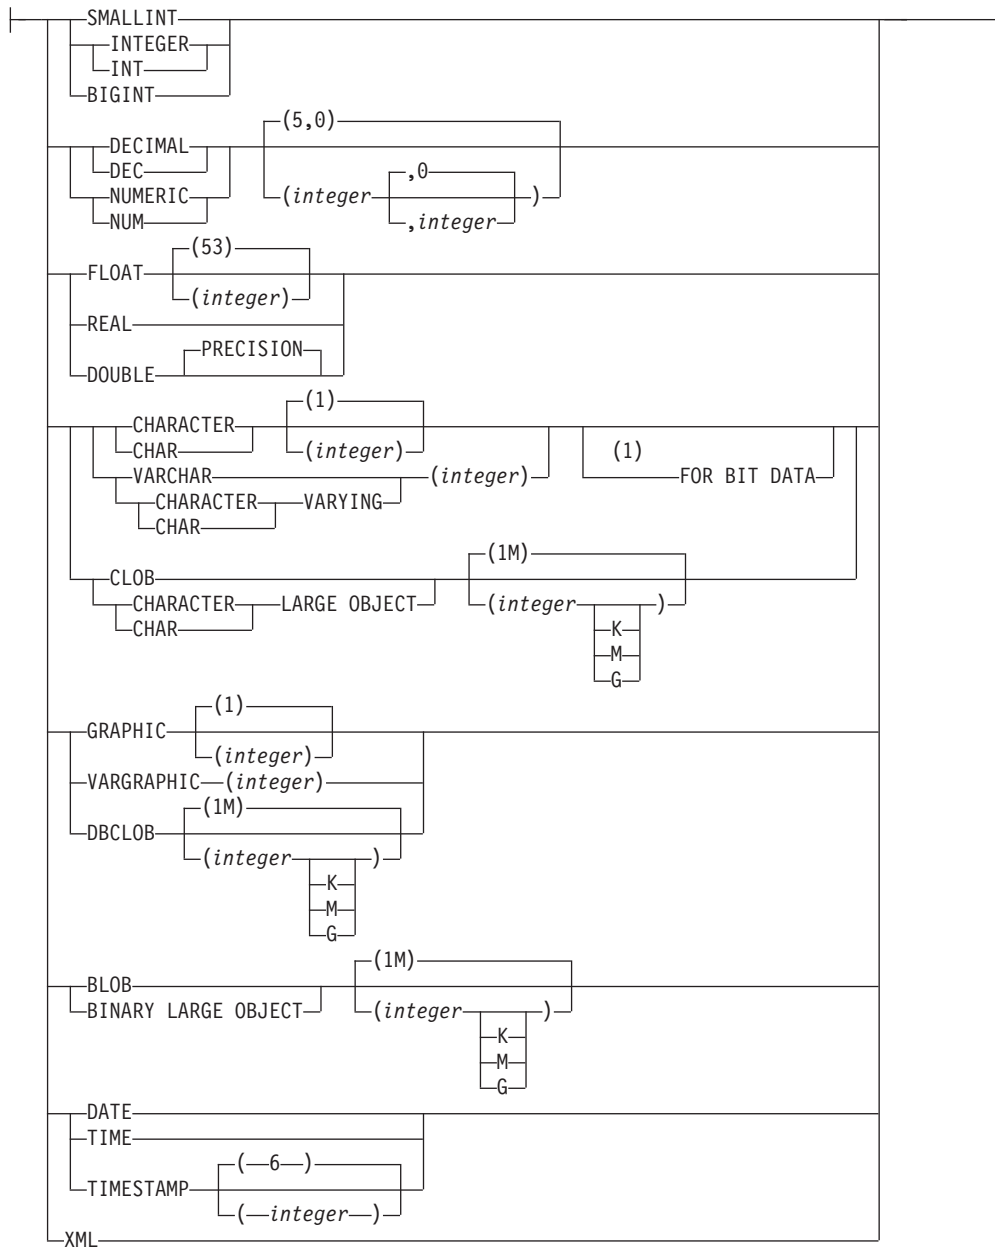 SMALLINT
INTEGER
INT
BIGINT
(5,0)
DECIMAL
DEC
,0
NUMERIC
(integer )
NUM
,integer
(53)
FLOAT
(integer)
REAL
PRECISION
DOUBLE
(1)
CHARACTER
CHAR
(integer)
(1)
VARCHAR
(integer)
FOR BIT DATA
CHARACTER VARYING
CHAR
(1M)
CLOB
CHARACTER LARGE OBJECT
(integer )
CHAR
K
M
G
(1)
GRAPHIC
(integer)
VARGRAPHIC (integer)
(1M)
DBCLOB
(integer )
K
M
G
(1M)
BLOB
BINARY LARGE OBJECT
(integer )
K
M
G
DATE
TIME
( 6 )
TIMESTAMP
( integer )
XML